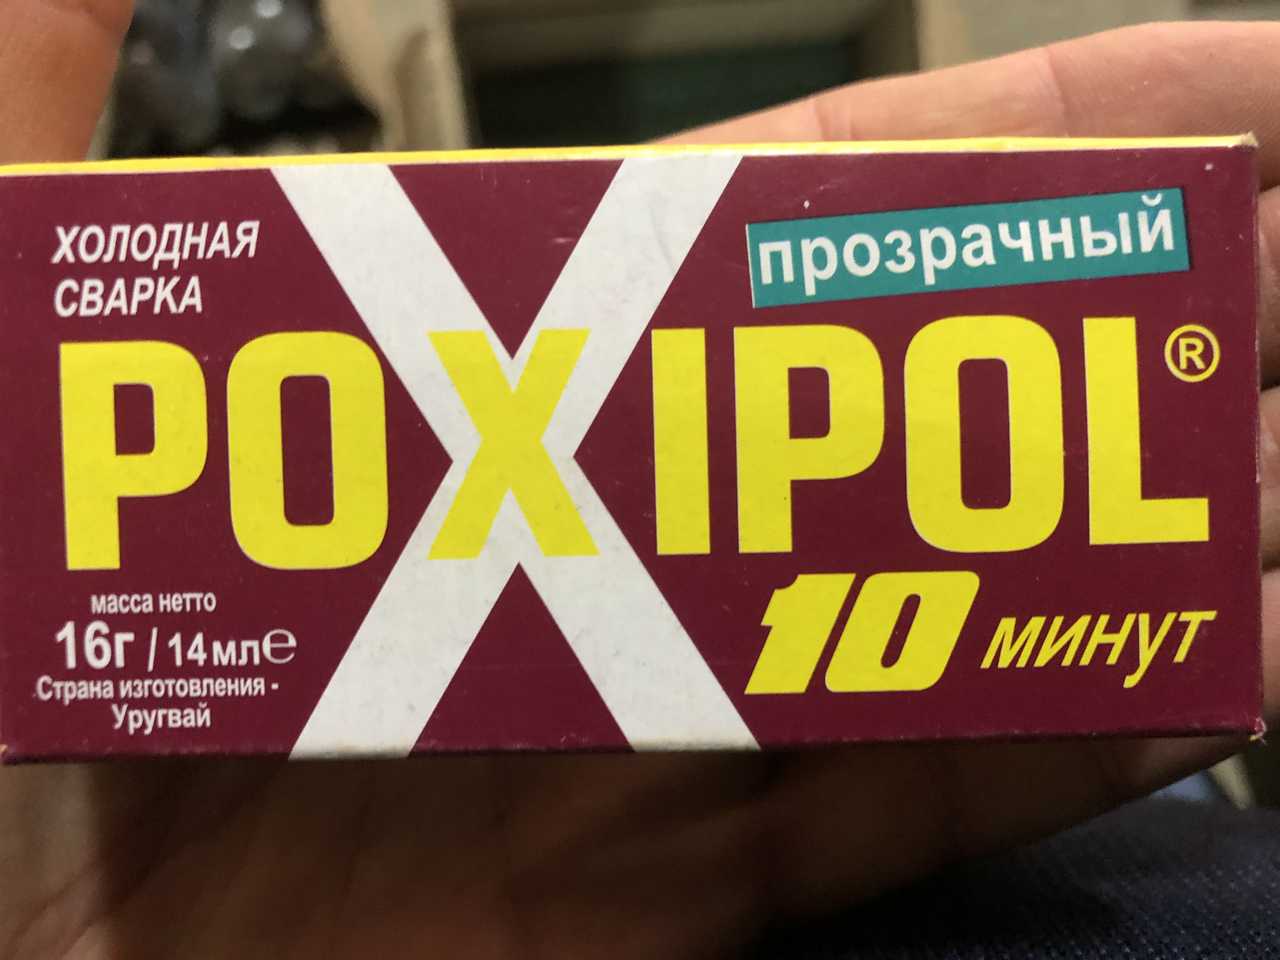 ХОЛОДНАЯ
СВАРКА
прозрачный
POXIPOL®
масса нетто
16г / 14 мл℮
Страна изготовления -
Уругвай
10 минут